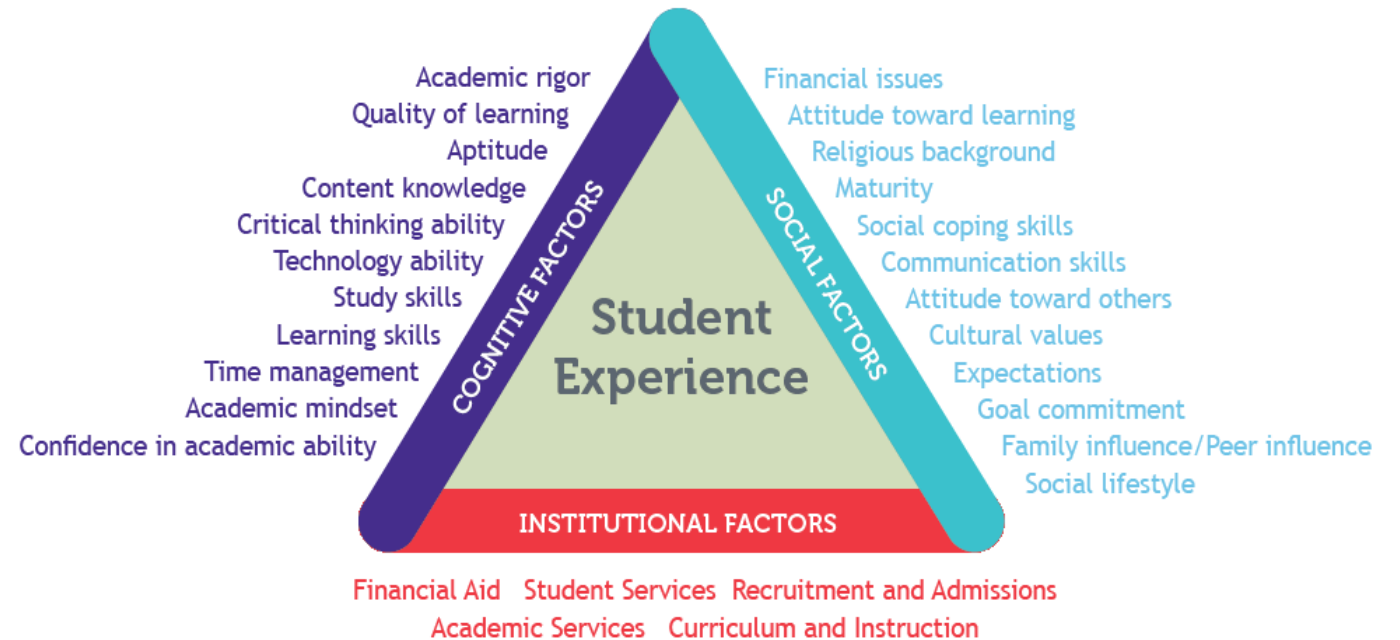 Academic rigor
Quality of learning
Aptitude
Content knowledge
Critical thinking ability
Technology ability
Study skills
Learning skills
Time management
Academic mindset
Confidence in academic ability
COGNITIVE FACTORS
Student
Experience
SOCIAL FACTORS
Financial issues
Attitude toward learning
Religious background
Maturity
Social coping skills
Communication skills
Attitude toward others
Cultural values
Expectations
Goal commitment
Family influence/Peer influence
Social lifestyle
INSTITUTIONAL FACTORS
Financial Aid Student Services Recruitment and Admissions
Academic Services Curriculum and Instruction